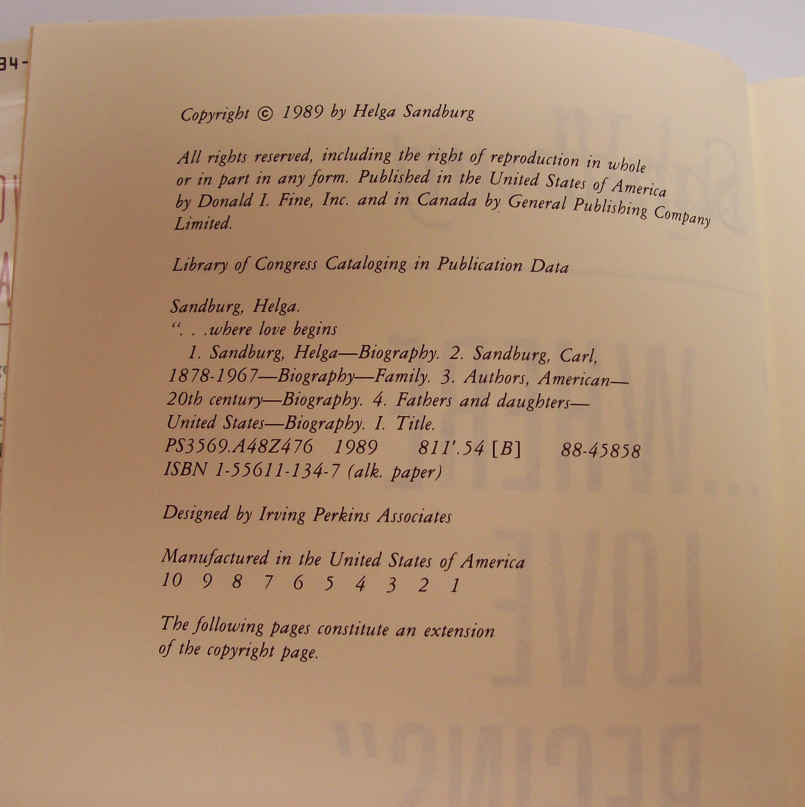 34-
Copyright © 1989 by Helga Sandburg
All rights reserved, including the right of reproduction in whole
or in part in any form. Published in the United States of America
by Donald I. Fine, Inc. and in Canada by General Publishing Company
Limited.
Library of Congress Cataloging in Publication Data
Sandburg, Helga.
“. . .where love begins
1. Sandburg, Helga—Biography. 2. Sandburg, Carl,
1878-1967—Biography—Family. 3. Authors, American—
20th century—Biography. 4. Fathers and daughters—
United States—Biography. I. Title.
PS3569.A48Z476 1989 811'.54 [B] 88-45858
ISBN 1-55611-134-7 (alk. paper)
Designed by Irving Perkins Associates
Manufactured in the United States of America
10 9 8 7 6 5 4 3 2 1
The following pages constitute an extension
of the copyright page.
...WHERE
LOVE
BEGINS”